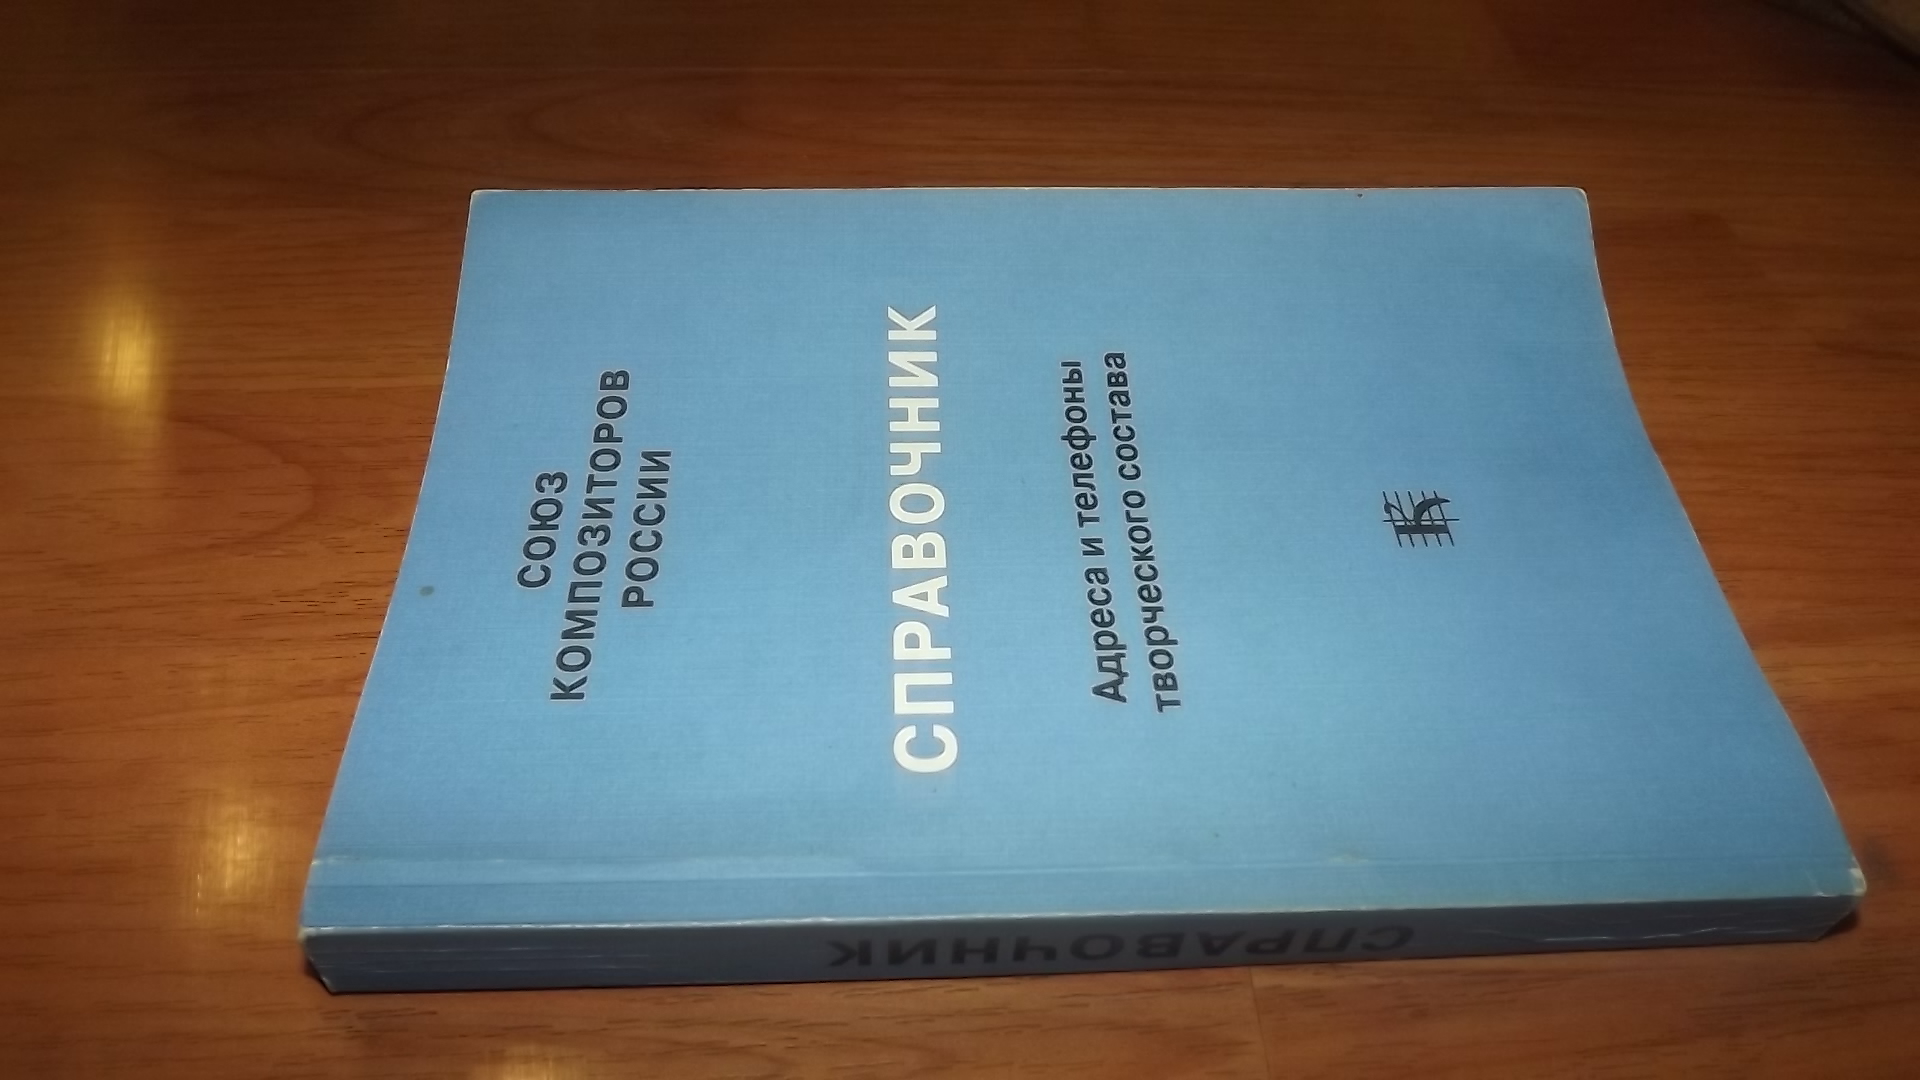 СОЮЗ
КОМПОЗИТОРОВ
РОССИИ
СПРАВОЧНИК
Адреса и телефоны
творческого состава
СПРАВОЧНИК